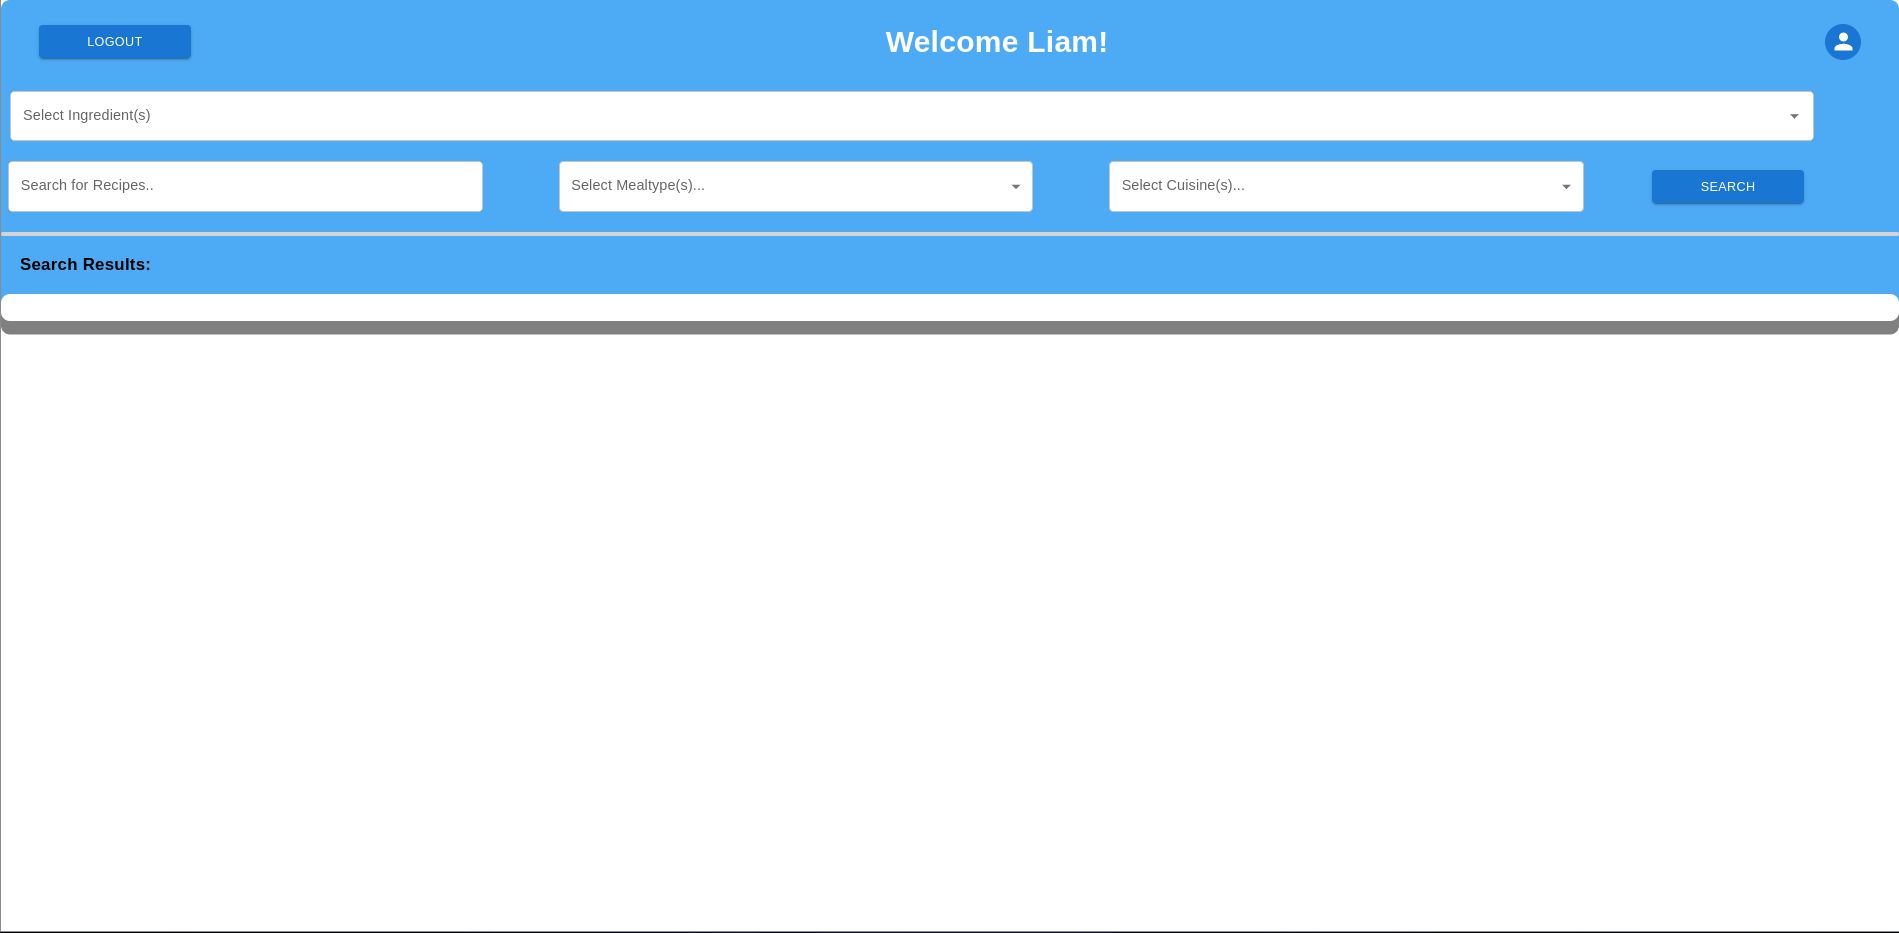 LOGOUT
Welcome Liam!
Select Ingredient(s)
Search for Recipes..
Select Mealtype(s)...
Select Cuisine(s)...
SEARCH
Search Results: